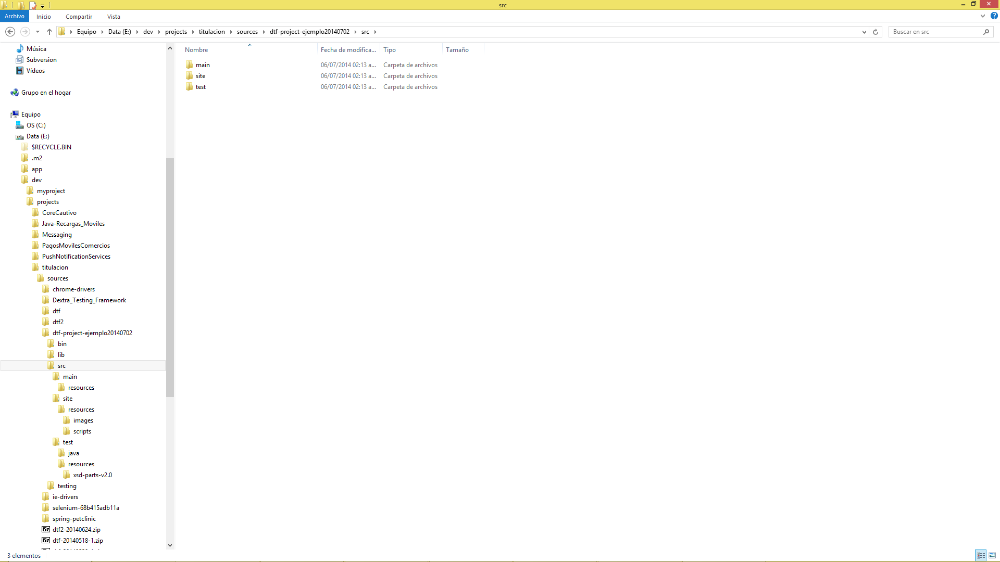 src
Archivo Inicio Compartir Vista
Equipo Data (E:) dev projects titulacion sources dtf-project-ejemplo20140702 src
Buscar en src
Música
Subversion
Vídeos
Grupo en el hogar
Equipo
OS (C:)
Data (E:)
$RECYCLE.BIN
.m2
app
dev
myproject
projects
CoreCautivo
Java-Recargas_Moviles
Messaging
PagosMovilesComercios
PushNotificationServices
titulacion
sources
chrome-drivers
Dextra_Testing_Framework
dtf
dtf2
dtf-project-ejemplo20140702
bin
lib
src
main
resources
site
resources
images
scripts
test
java
resources
xsd-parts-v2.0
testing
ie-drivers
selenium-68b415adb11a
spring-petclinic
dtf2-20140624.zip
dtf-20140518-1.zip
Nombre Fecha de modifica... Tipo Tamaño
main 06/07/2014 02:13 a... Carpeta de archivos
site 06/07/2014 02:13 a... Carpeta de archivos
test 06/07/2014 02:13 a... Carpeta de archivos
3 elementos